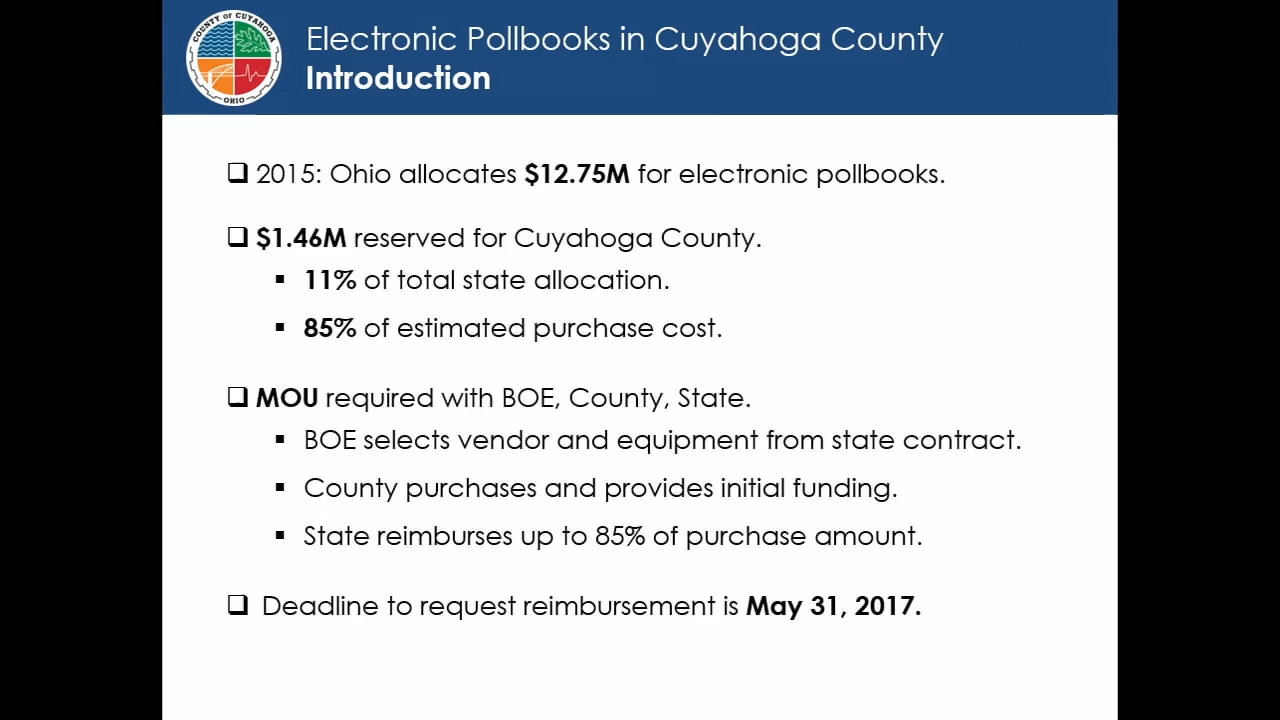 COUNTY OF CUYAHOGA
OHIO
Electronic Pollbooks in Cuyahoga County
Introduction
2015: Ohio allocates $12.75M for electronic pollbooks.
$1.46M reserved for Cuyahoga County.
11% of total state allocation.
85% of estimated purchase cost.
MOU required with BOE, County, State.
BOE selects vendor and equipment from state contract.
County purchases and provides initial funding.
State reimburses up to 85% of purchase amount.
Deadline to request reimbursement is May 31, 2017.